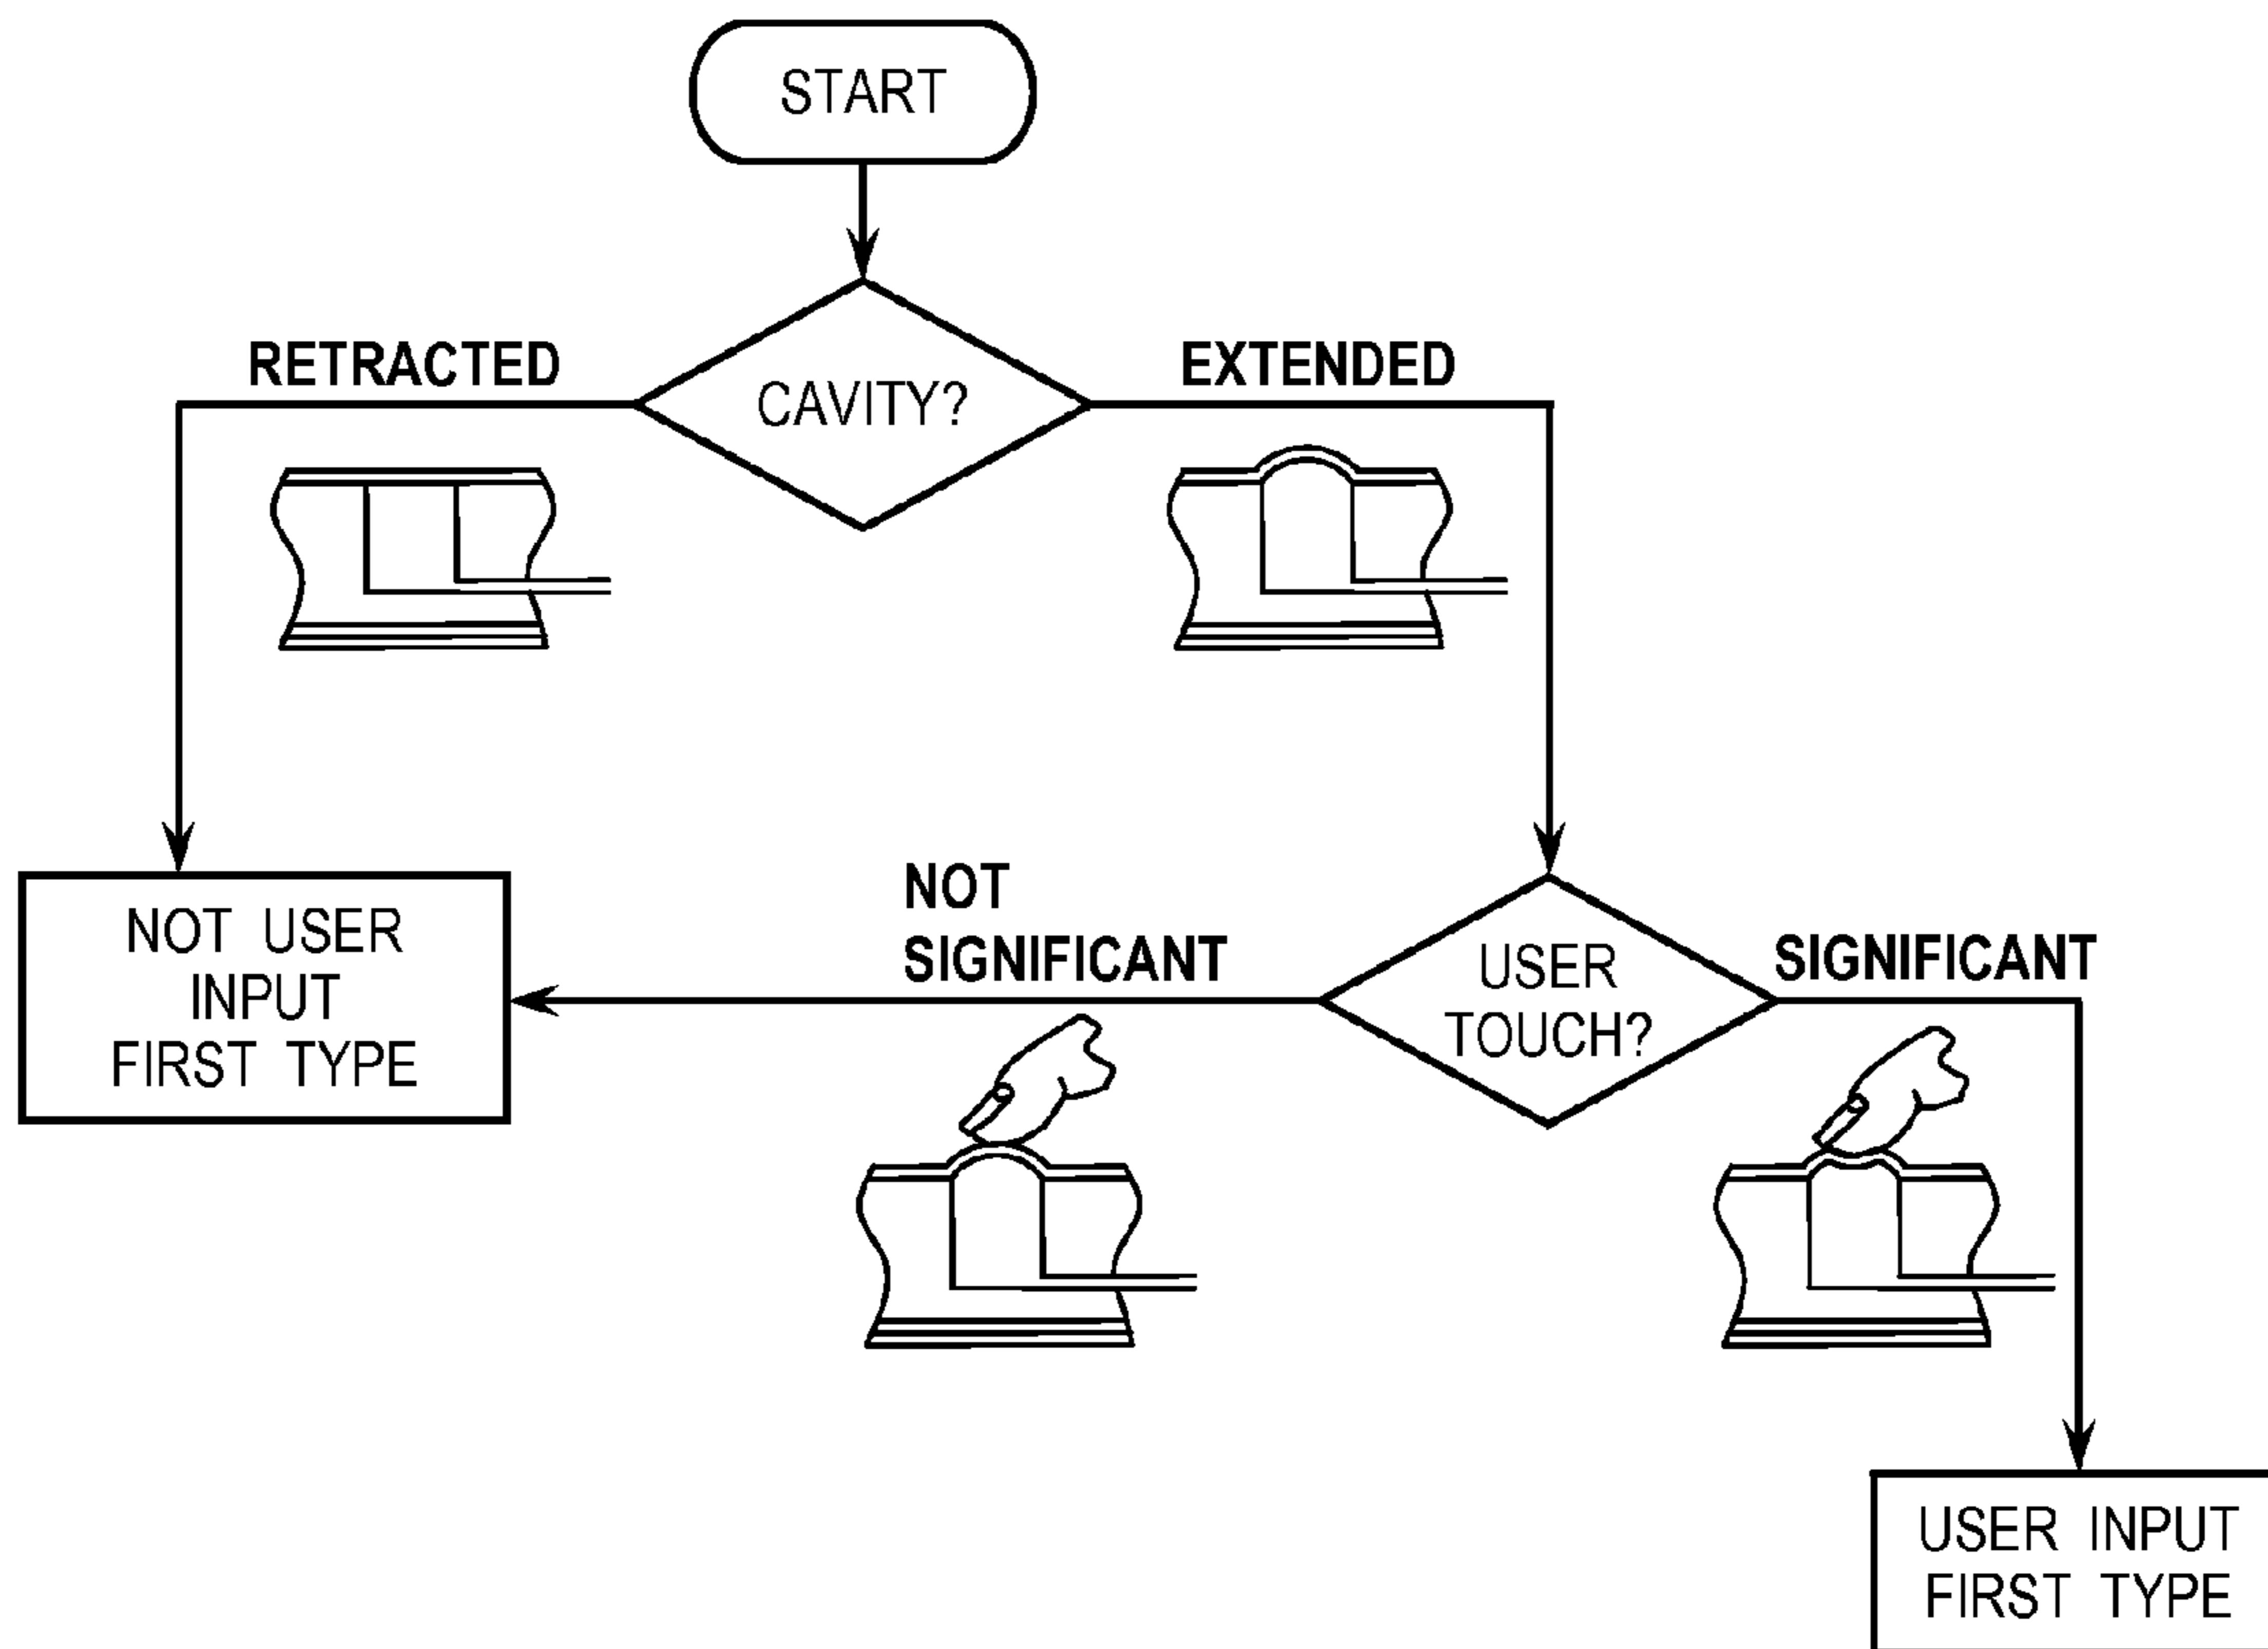 START
RETRACTED
CAVITY?
EXTENDED
NOT USER
INPUT
FIRST TYPE
NOT
SIGNIFICANT
USER
TOUCH?
SIGNIFICANT
USER INPUT
FIRST TYPE